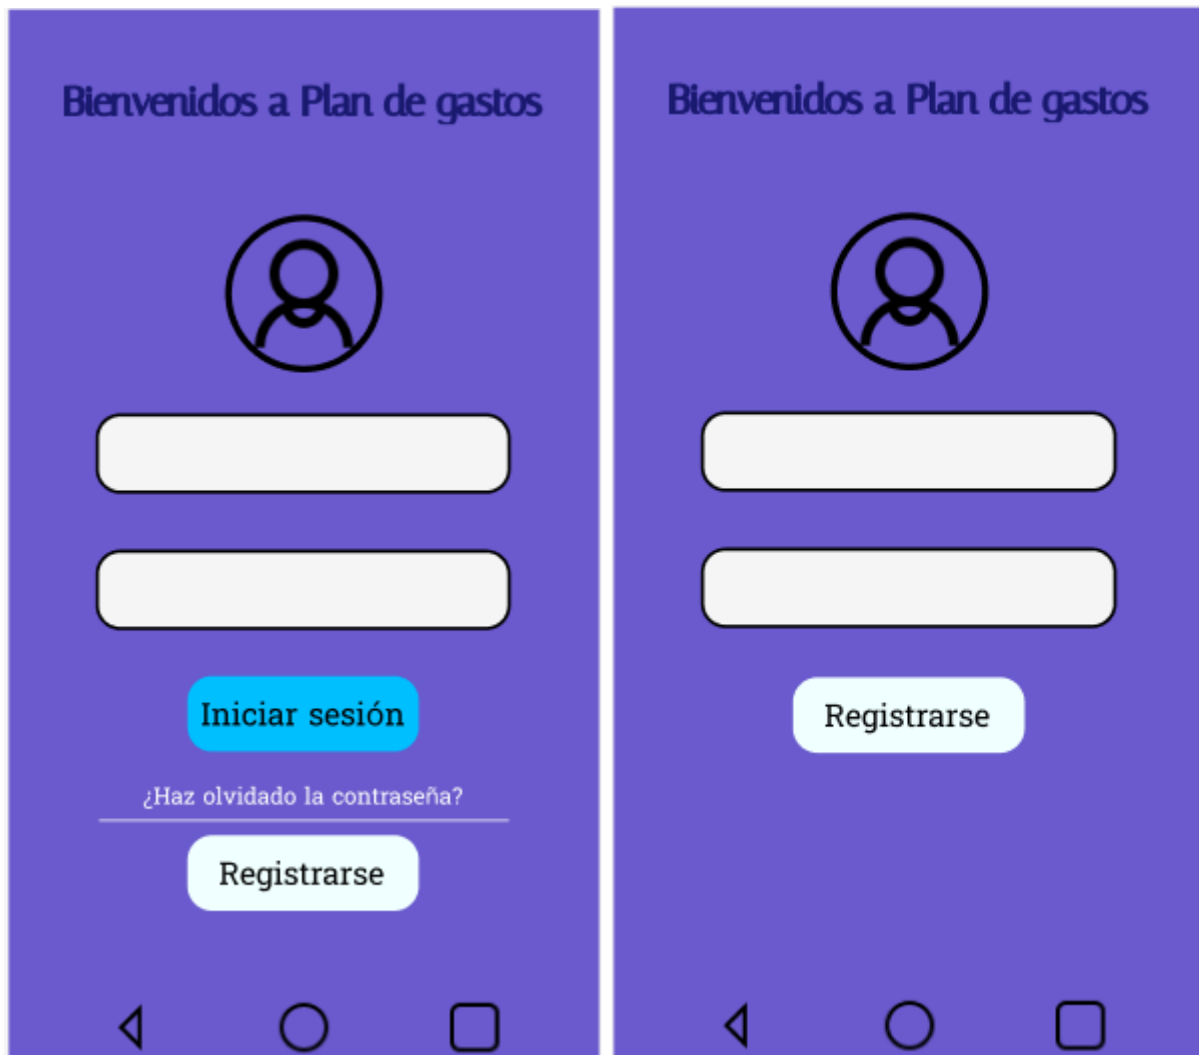 Bienvenidos a Plan de gastos
Iniciar sesión
¿Haz olvidado la contraseña?
Registrarse
Bienvenidos a Plan de gastos
Registrarse